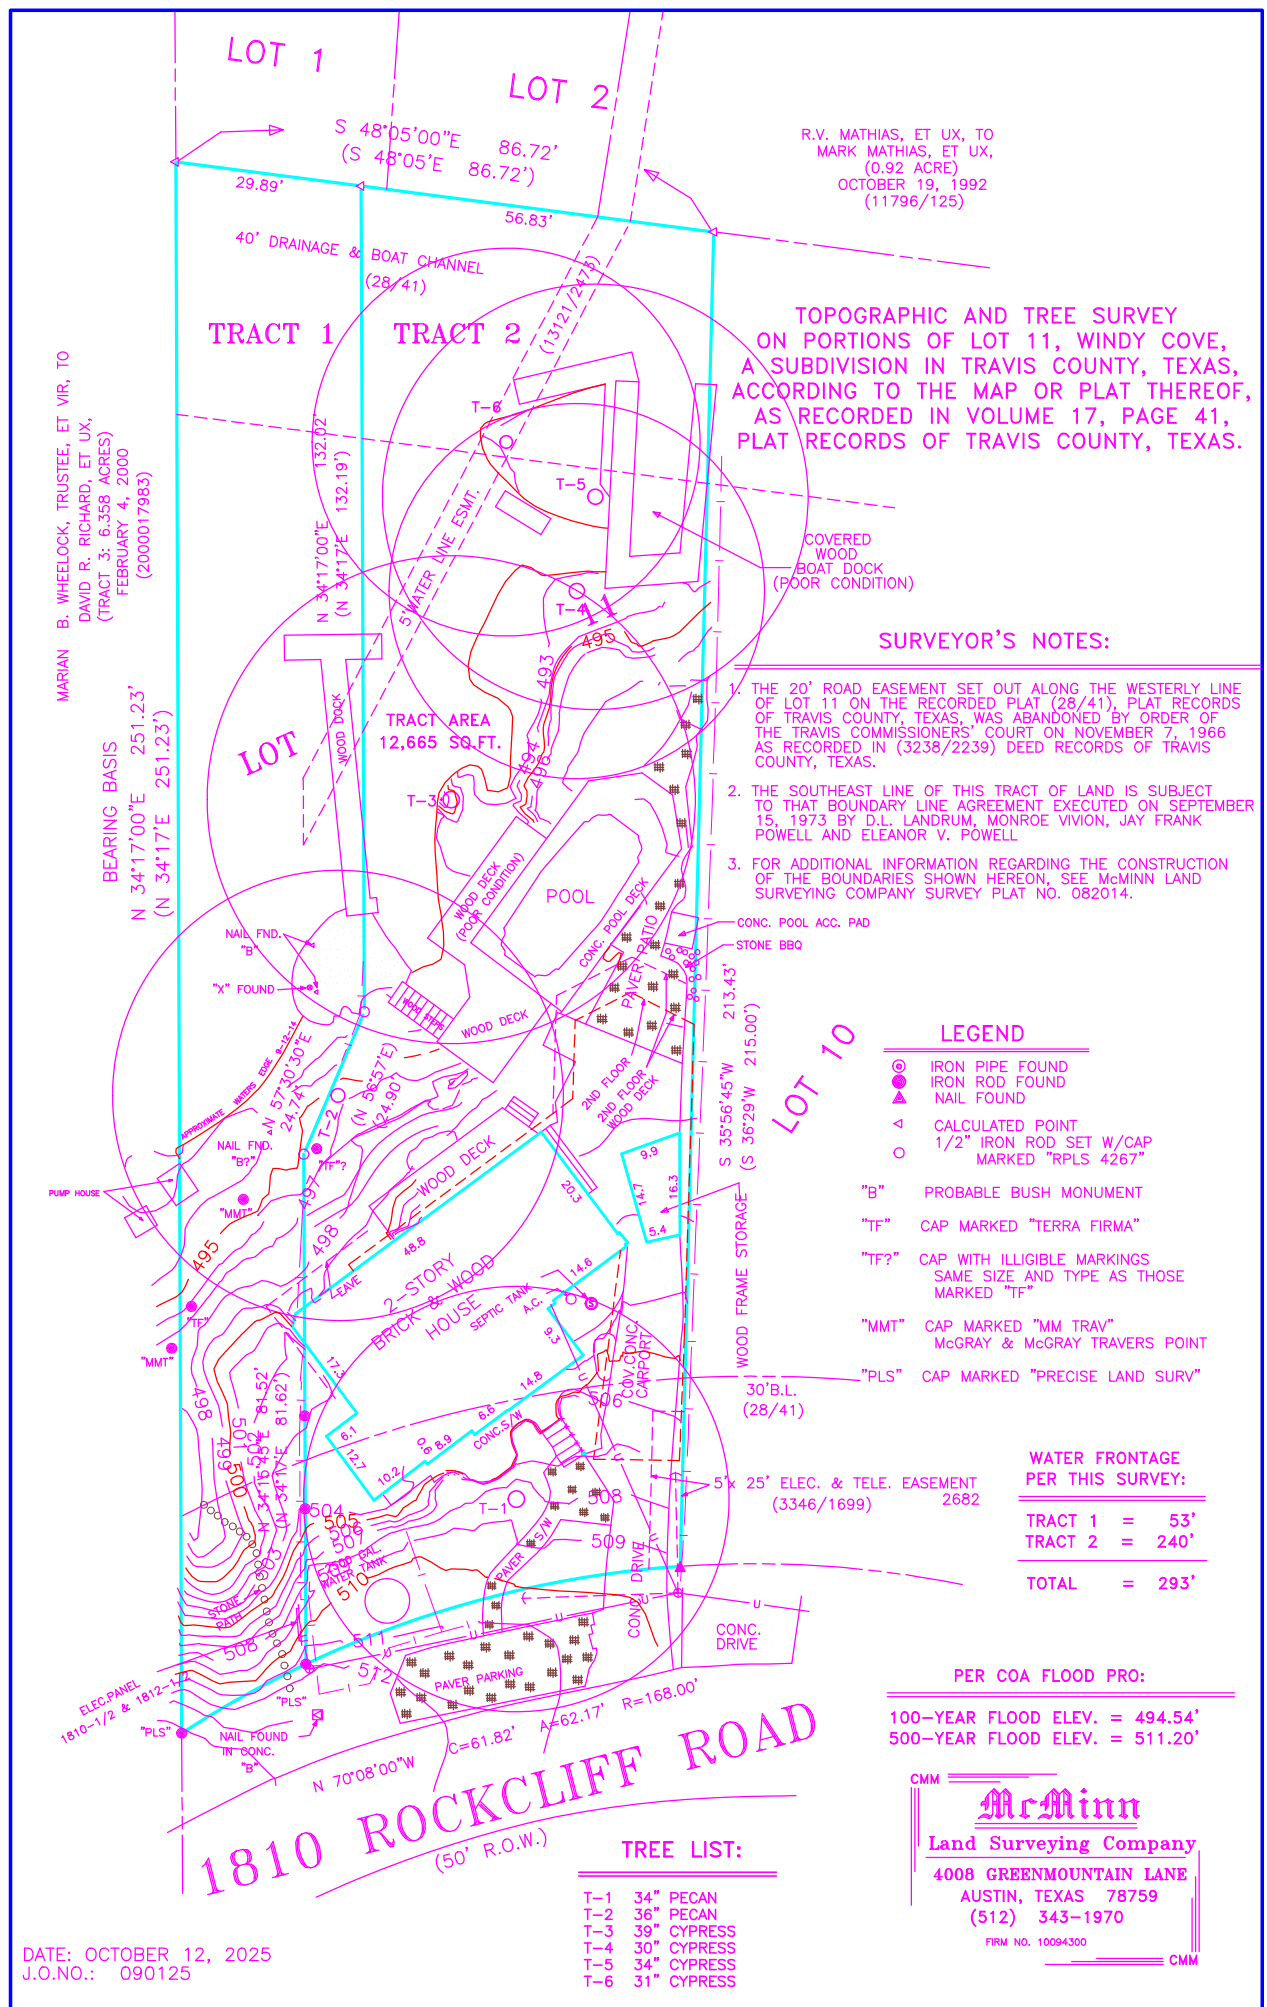 LOT 1
LOT 2
S 48°05'00"E 86.72'
(S 48°05'E 86.72')
29.89'
56.83'
R.V. MATHIAS, ET UX, TO
MARK MATHIAS, ET UX,
(0.92 ACRE)
OCTOBER 19, 1992
(11796/125)
40' DRAINAGE & BOAT CHANNEL
(28/41)
(13121/2473)
TRACT 1
TRACT 2
TOPOGRAPHIC AND TREE SURVEY
ON PORTIONS OF LOT 11, WINDY COVE,
A SUBDIVISION IN TRAVIS COUNTY, TEXAS,
ACCORDING TO THE MAP OR PLAT THEREOF,
AS RECORDED IN VOLUME 17, PAGE 41,
PLAT RECORDS OF TRAVIS COUNTY, TEXAS.
MARIAN B. WHEELOCK, TRUSTEE, ET VIR, TO
DAVID R. RICHARD, ET UX,
(TRACT 3: 6.358 ACRES)
FEBRUARY 4, 2000
(2000017983)
N 34°17'00"E 132.02'
(N 34°17'E 132.19')
5'WATER LINE ESMT.
T-6
T-5
T-4
11
COVERED
WOOD
BOAT DOCK
(POOR CONDITION)
495
493
494
496
SURVEYOR'S NOTES:
1. THE 20' ROAD EASEMENT SET OUT ALONG THE WESTERLY LINE
OF LOT 11 ON THE RECORDED PLAT (28/41), PLAT RECORDS
OF TRAVIS COUNTY, TEXAS, WAS ABANDONED BY ORDER OF
THE TRAVIS COMMISSIONERS' COURT ON NOVEMBER 7, 1966
AS RECORDED IN (3238/2239) DEED RECORDS OF TRAVIS
COUNTY, TEXAS.
2. THE SOUTHEAST LINE OF THIS TRACT OF LAND IS SUBJECT
TO THAT BOUNDARY LINE AGREEMENT EXECUTED ON SEPTEMBER
15, 1973 BY D.L. LANDRUM, MONROE VIVION, JAY FRANK
POWELL AND ELEANOR V. POWELL
3. FOR ADDITIONAL INFORMATION REGARDING THE CONSTRUCTION
OF THE BOUNDARIES SHOWN HEREON, SEE McMINN LAND
SURVEYING COMPANY SURVEY PLAT NO. 082014.
BEARING BASIS
N 34°17'00"E 251.23'
(N 34°17'E 251.23')
LOT
WOOD DOCK
TRACT AREA
12,665 SQ.FT.
T-3
WOOD DECK
(POOR CONDITION)
POOL
CONC. POOL DECK
PAVER PATIO
CONC. POOL ACC. PAD
STONE BBQ
NAIL FND.
"B"
"X" FOUND
WOOD STEPS
WOOD DECK
2ND FLOOR
2ND FLOOR
WOOD DECK
S 35°56'45"W 213.43'
(S 36°29'W 215.00')
LOT 10
APPROXIMATE WATERS EDGE 9-12-14
N 57°30'30"E
24.74'
(N 56°57'E)
(24.90')
T-2
NAIL FND.
"B?"
"TF"?
PUMP HOUSE
"MMT"
495
497
498
WOOD DECK
LEAVE
48.8
20.3
9.9
14.7
16.3
5.4
WOOD FRAME STORAGE
2-STORY
BRICK & WOOD
HOUSE
SEPTIC TANK
A.C.
14.6
S
9.3
14.8
6.6
8.9
0.6
10.2
12.7
6.1
17.3
CONC.S/W
COV.CONC.
CARPORT
30'B.L.
(28/41)
"TF"
"MMT"
498
499
501
500
502
503
N 34°15'45"E 81.52'
(N 34°17'E 81.62')
504
505
506
507
510
508
511
512
506
508
509
T-1
PAVER S/W
CONC. DRIVE
U
5'x 25' ELEC. & TELE. EASEMENT
(3346/1699)
2682
WATER TANK
STONE
PATH
PAVER PARKING
CONC.
DRIVE
ELEC.PANEL
1810-1/2 & 1812-1/2
"PLS"
"PLS"
NAIL FOUND
IN CONC.
"B"
N 70°08'00"W C=61.82' A=62.17' R=168.00'
1810 ROCKCLIFF ROAD
(50' R.O.W.)
LEGEND
IRON PIPE FOUND
IRON ROD FOUND
NAIL FOUND
CALCULATED POINT
1/2" IRON ROD SET W/CAP
MARKED "RPLS 4267"
"B" PROBABLE BUSH MONUMENT
"TF" CAP MARKED "TERRA FIRMA"
"TF?" CAP WITH ILLIGIBLE MARKINGS
SAME SIZE AND TYPE AS THOSE
MARKED "TF"
"MMT" CAP MARKED "MM TRAV"
McGRAY & McGRAY TRAVERS POINT
"PLS" CAP MARKED "PRECISE LAND SURV"
WATER FRONTAGE
PER THIS SURVEY:
TRACT 1 = 53'
TRACT 2 = 240'
TOTAL = 293'
PER COA FLOOD PRO:
100-YEAR FLOOD ELEV. = 494.54'
500-YEAR FLOOD ELEV. = 511.20'
CMM
McMinn
Land Surveying Company
4008 GREENMOUNTAIN LANE
AUSTIN, TEXAS 78759
(512) 343-1970
FIRM NO. 10094300
CMM
TREE LIST:
T-1 34" PECAN
T-2 36" PECAN
T-3 39" CYPRESS
T-4 30" CYPRESS
T-5 34" CYPRESS
T-6 31" CYPRESS
DATE: OCTOBER 12, 2025
J.O.NO.: 090125